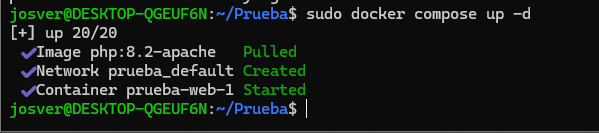 josver@DESKTOP-QGEUF6N:~/Prueba$ sudo docker compose up -d
[+] up 20/20
✔Image php:8.2-apache Pulled
✔Network prueba_default Created
✔Container prueba-web-1 Started
josver@DESKTOP-QGEUF6N:~/Prueba$